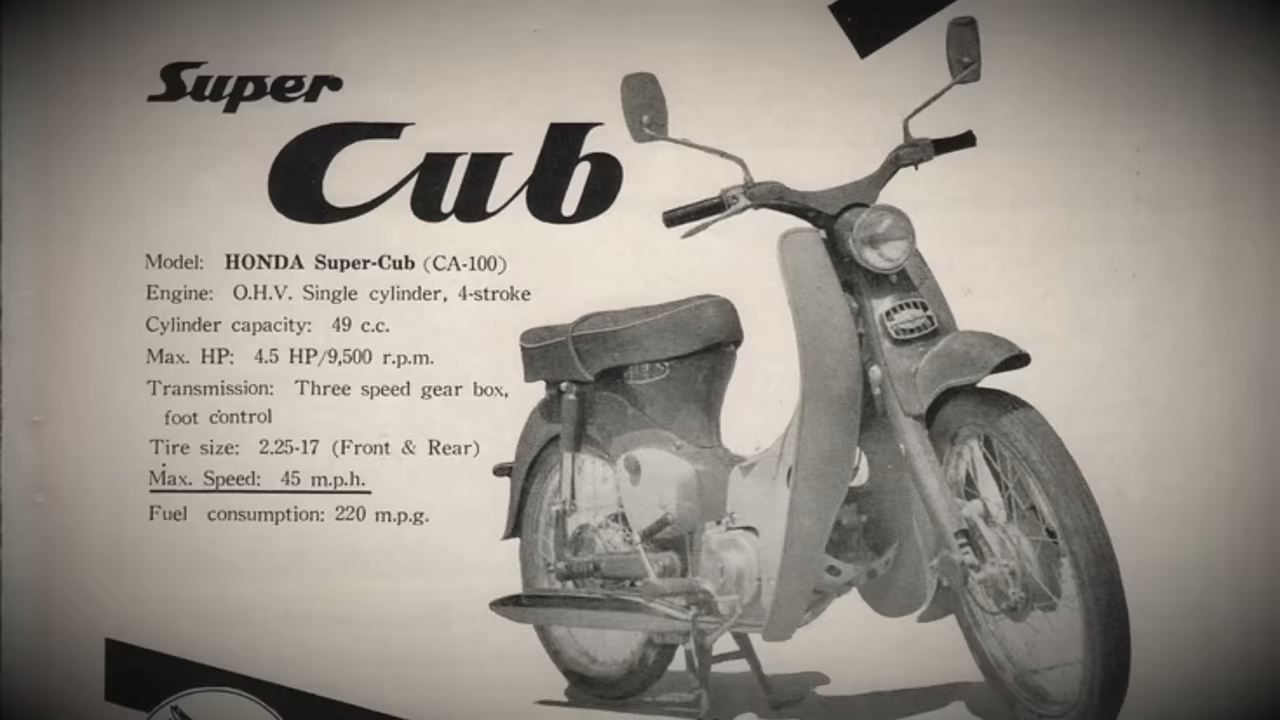 Super
Cub
Model: HONDA Super-Cub (CA-100)
Engine: O.H.V. Single cylinder, 4-stroke
Cylinder capacity: 49 c.c.
Max. HP: 4.5 HP/9,500 r.p.m.
Transmission: Three speed gear box,
foot control
Tire size: 2.25-17 (Front & Rear)
Max. Speed: 45 m.p.h.
Fuel consumption: 220 m.p.g.